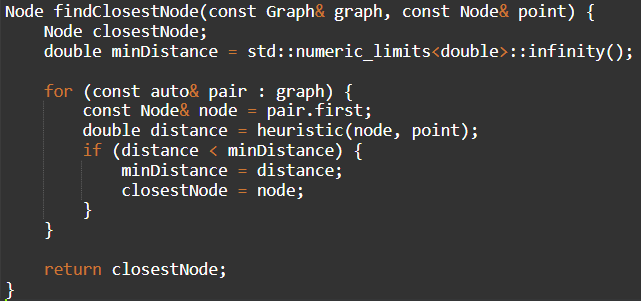 Node findClosestNode(const Graph& graph, const Node& point) {
    Node closestNode;
    double minDistance = std::numeric_limits<double>::infinity();

    for (const auto& pair : graph) {
        const Node& node = pair.first;
        double distance = heuristic(node, point);
        if (distance < minDistance) {
            minDistance = distance;
            closestNode = node;
        }
    }

    return closestNode;
}